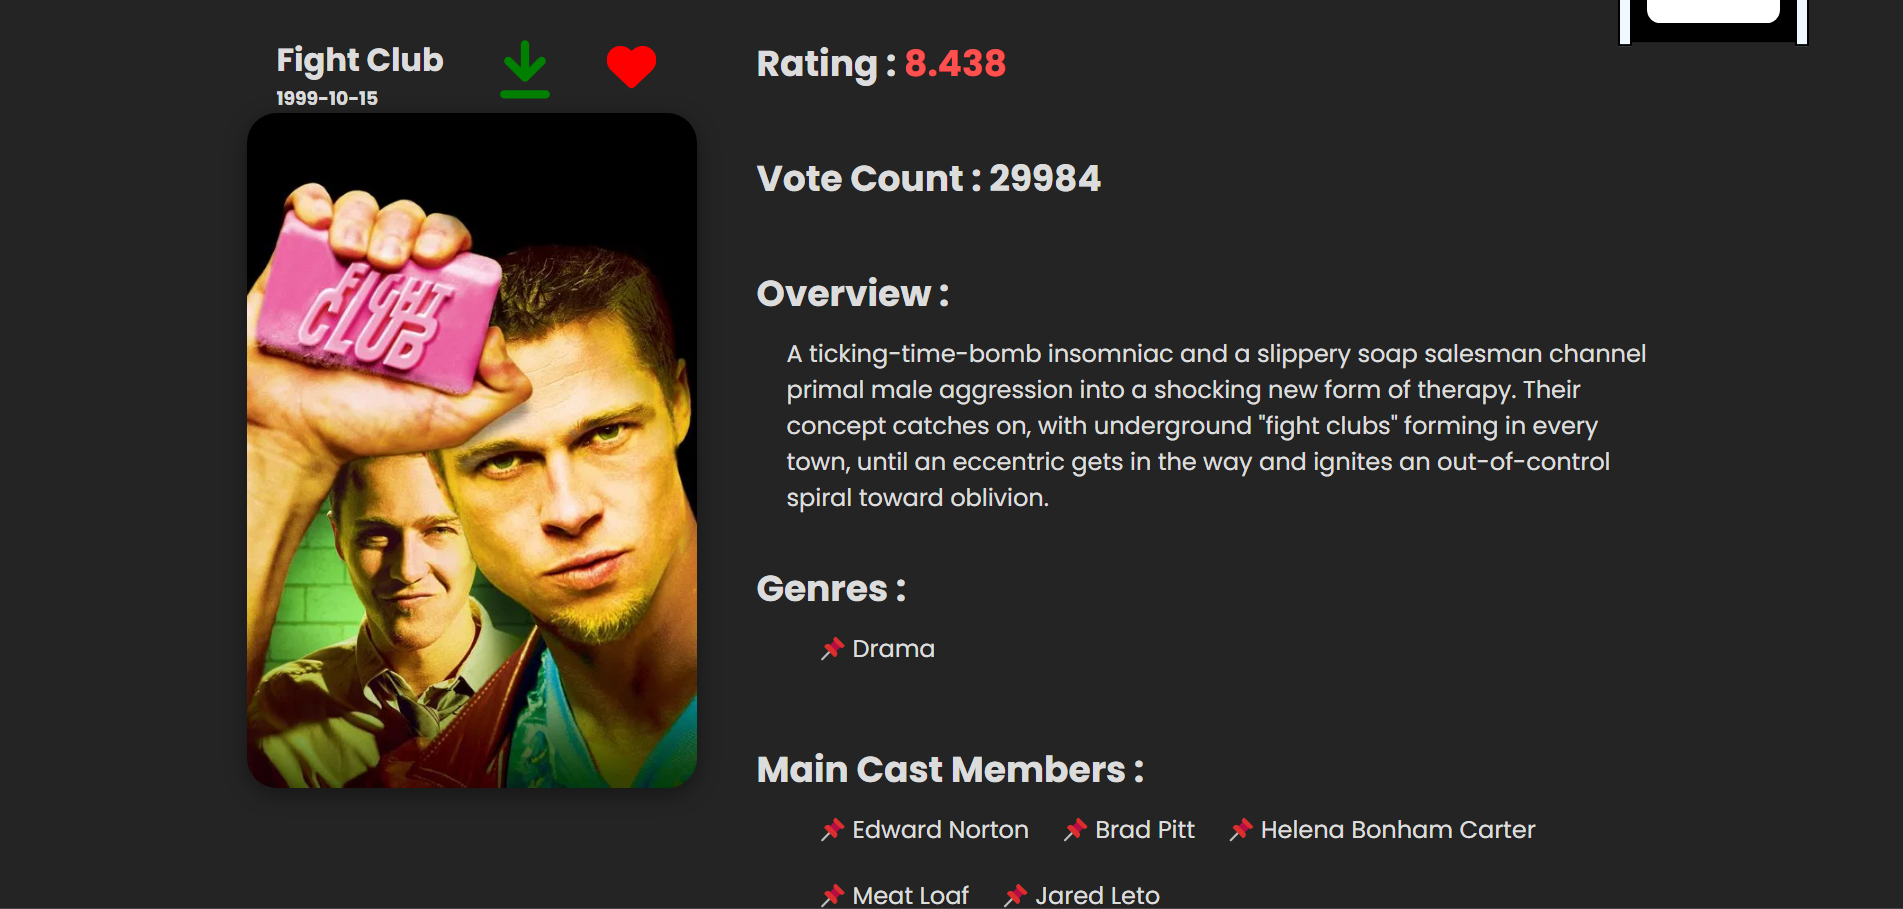 Fight Club
1999-10-15
FIGHT
CLUB
Rating : 8.438
Vote Count : 29984
Overview :
A ticking-time-bomb insomniac and a slippery soap salesman channel
primal male aggression into a shocking new form of therapy. Their
concept catches on, with underground "fight clubs" forming in every
town, until an eccentric gets in the way and ignites an out-of-control
spiral toward oblivion.
Genres :
📌 Drama
Main Cast Members :
📌 Edward Norton 📌 Brad Pitt 📌 Helena Bonham Carter
📌 Meat Loaf 📌 Jared Leto